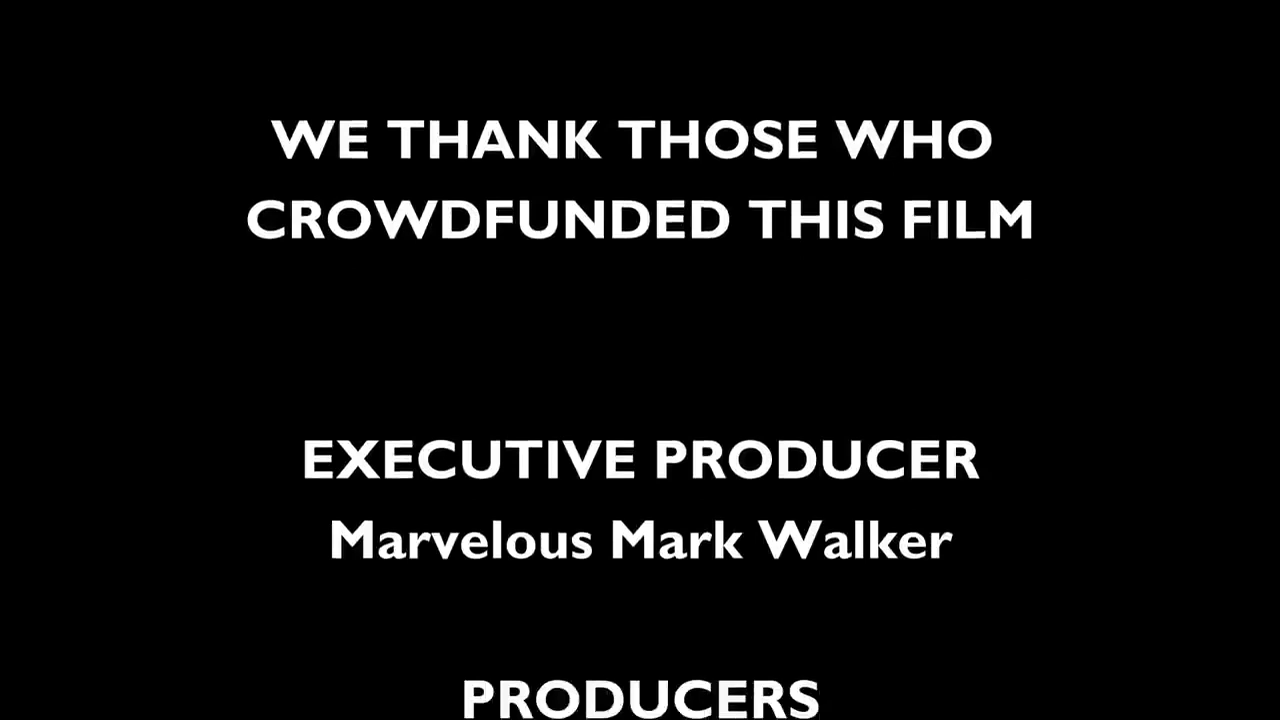 WE THANK THOSE WHO
CROWDFUNDED THIS FILM
EXECUTIVE PRODUCER
Marvelous Mark Walker
PRODUCERS